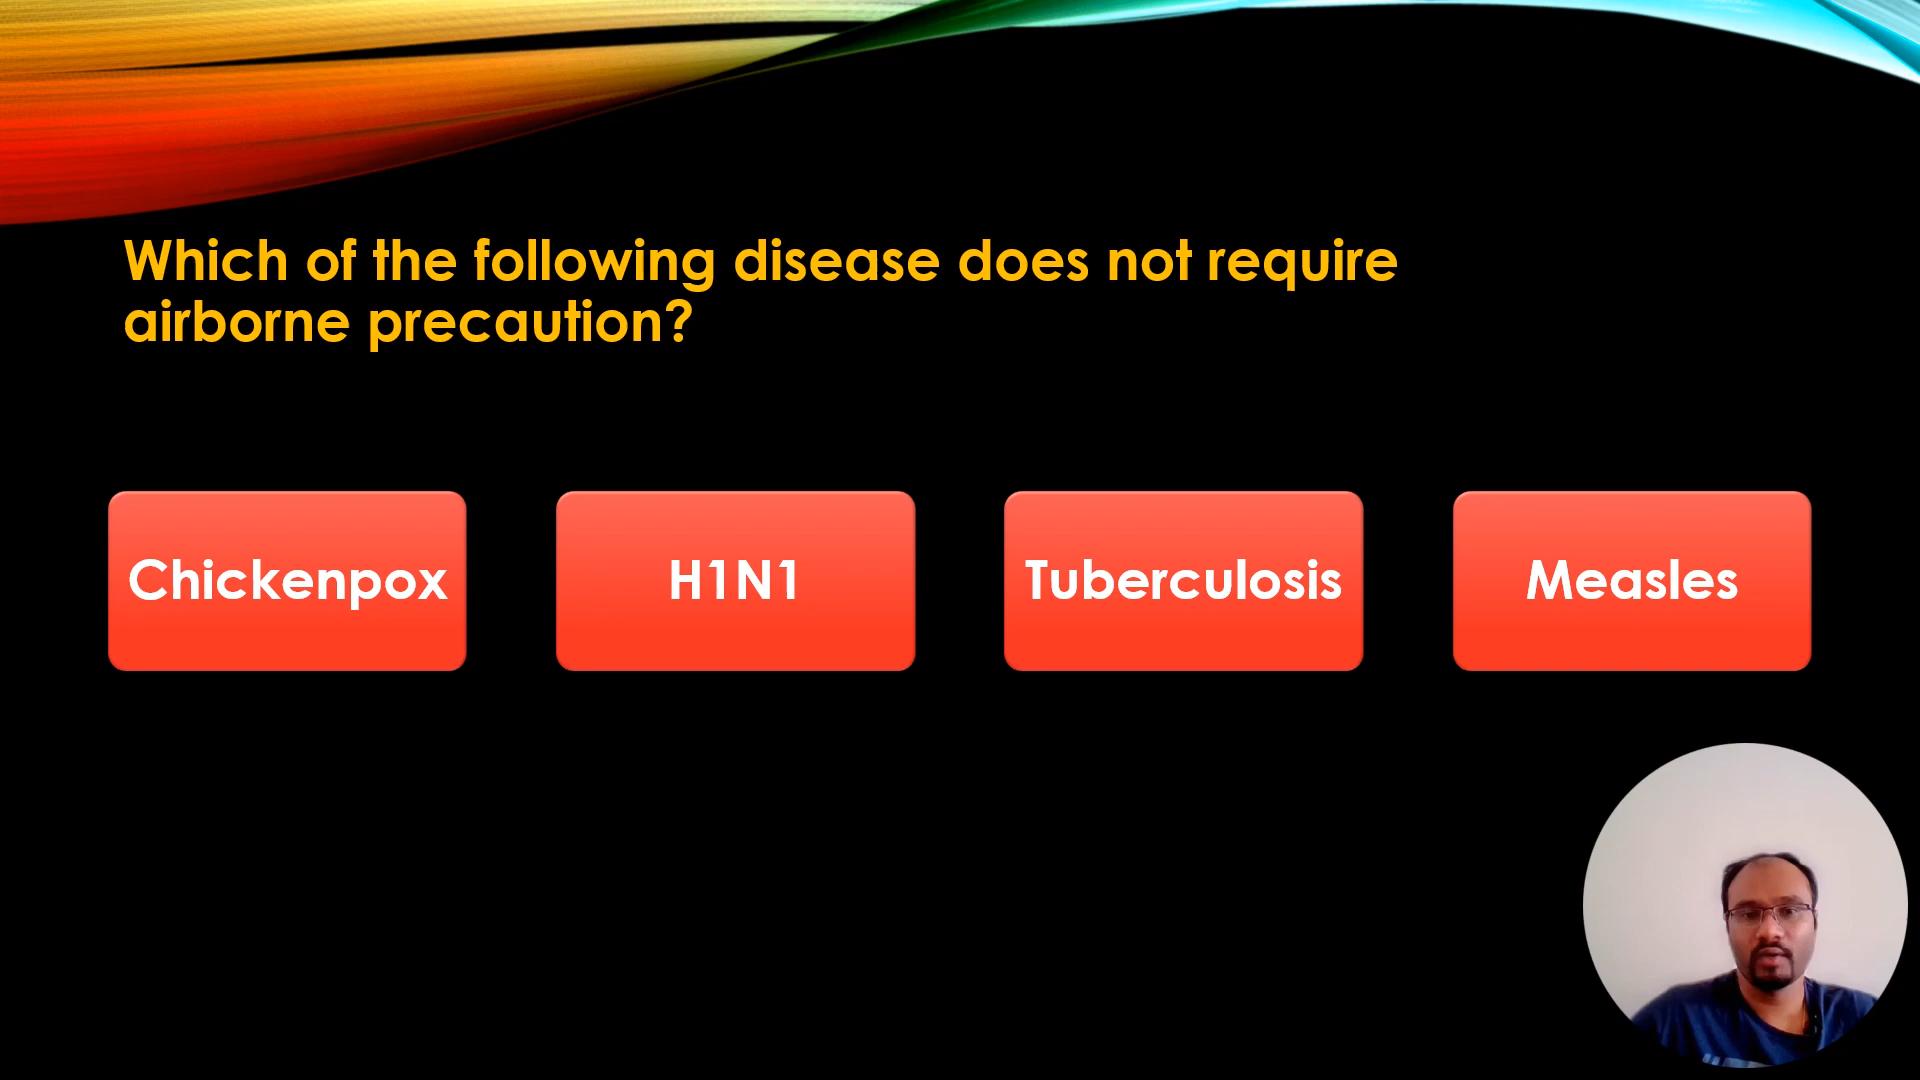 Which of the following disease does not require
airborne precaution?
Chickenpox
H1N1
Tuberculosis
Measles